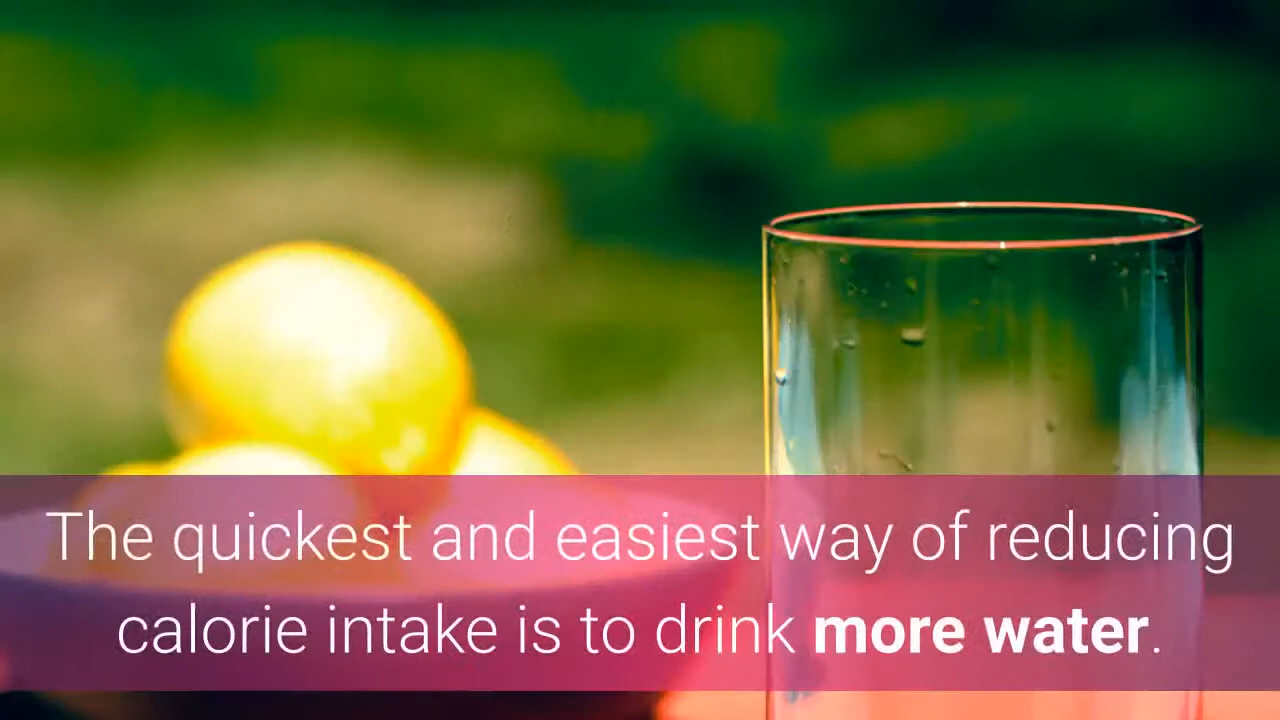 The quickest and easiest way of reducing
calorie intake is to drink more water.